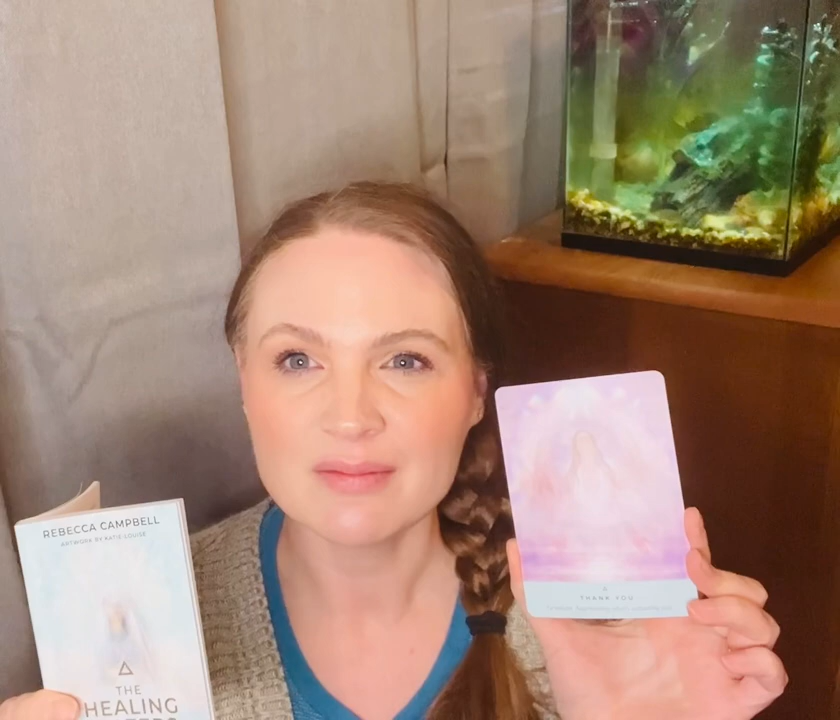 REBECCA CAMPBELL
ARTWORK BY KATIE-LOUISE
THE
HEALING
THANK YOU